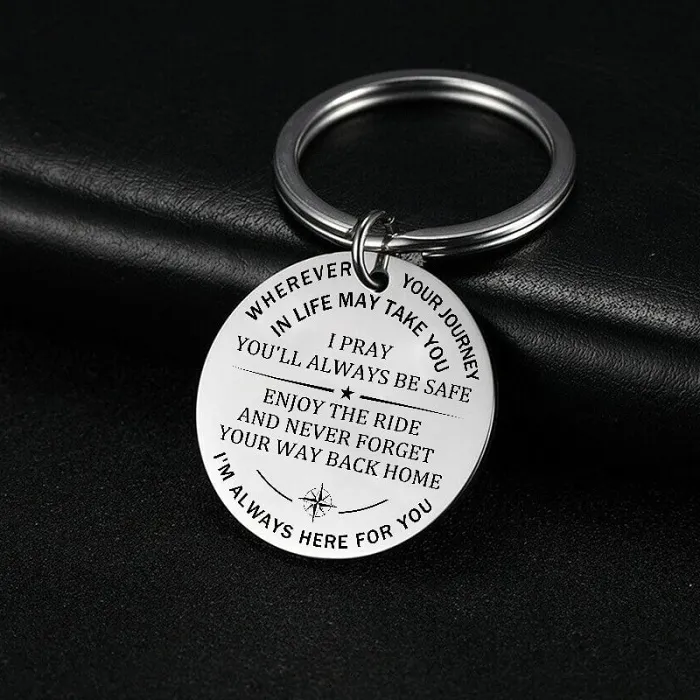 WHEREVER YOUR JOURNEY
IN LIFE MAY TAKE YOU
I PRAY
YOU'LL ALWAYS BE SAFE
ENJOY THE RIDE
AND NEVER FORGET
YOUR WAY BACK HOME
I'M ALWAYS HERE FOR YOU